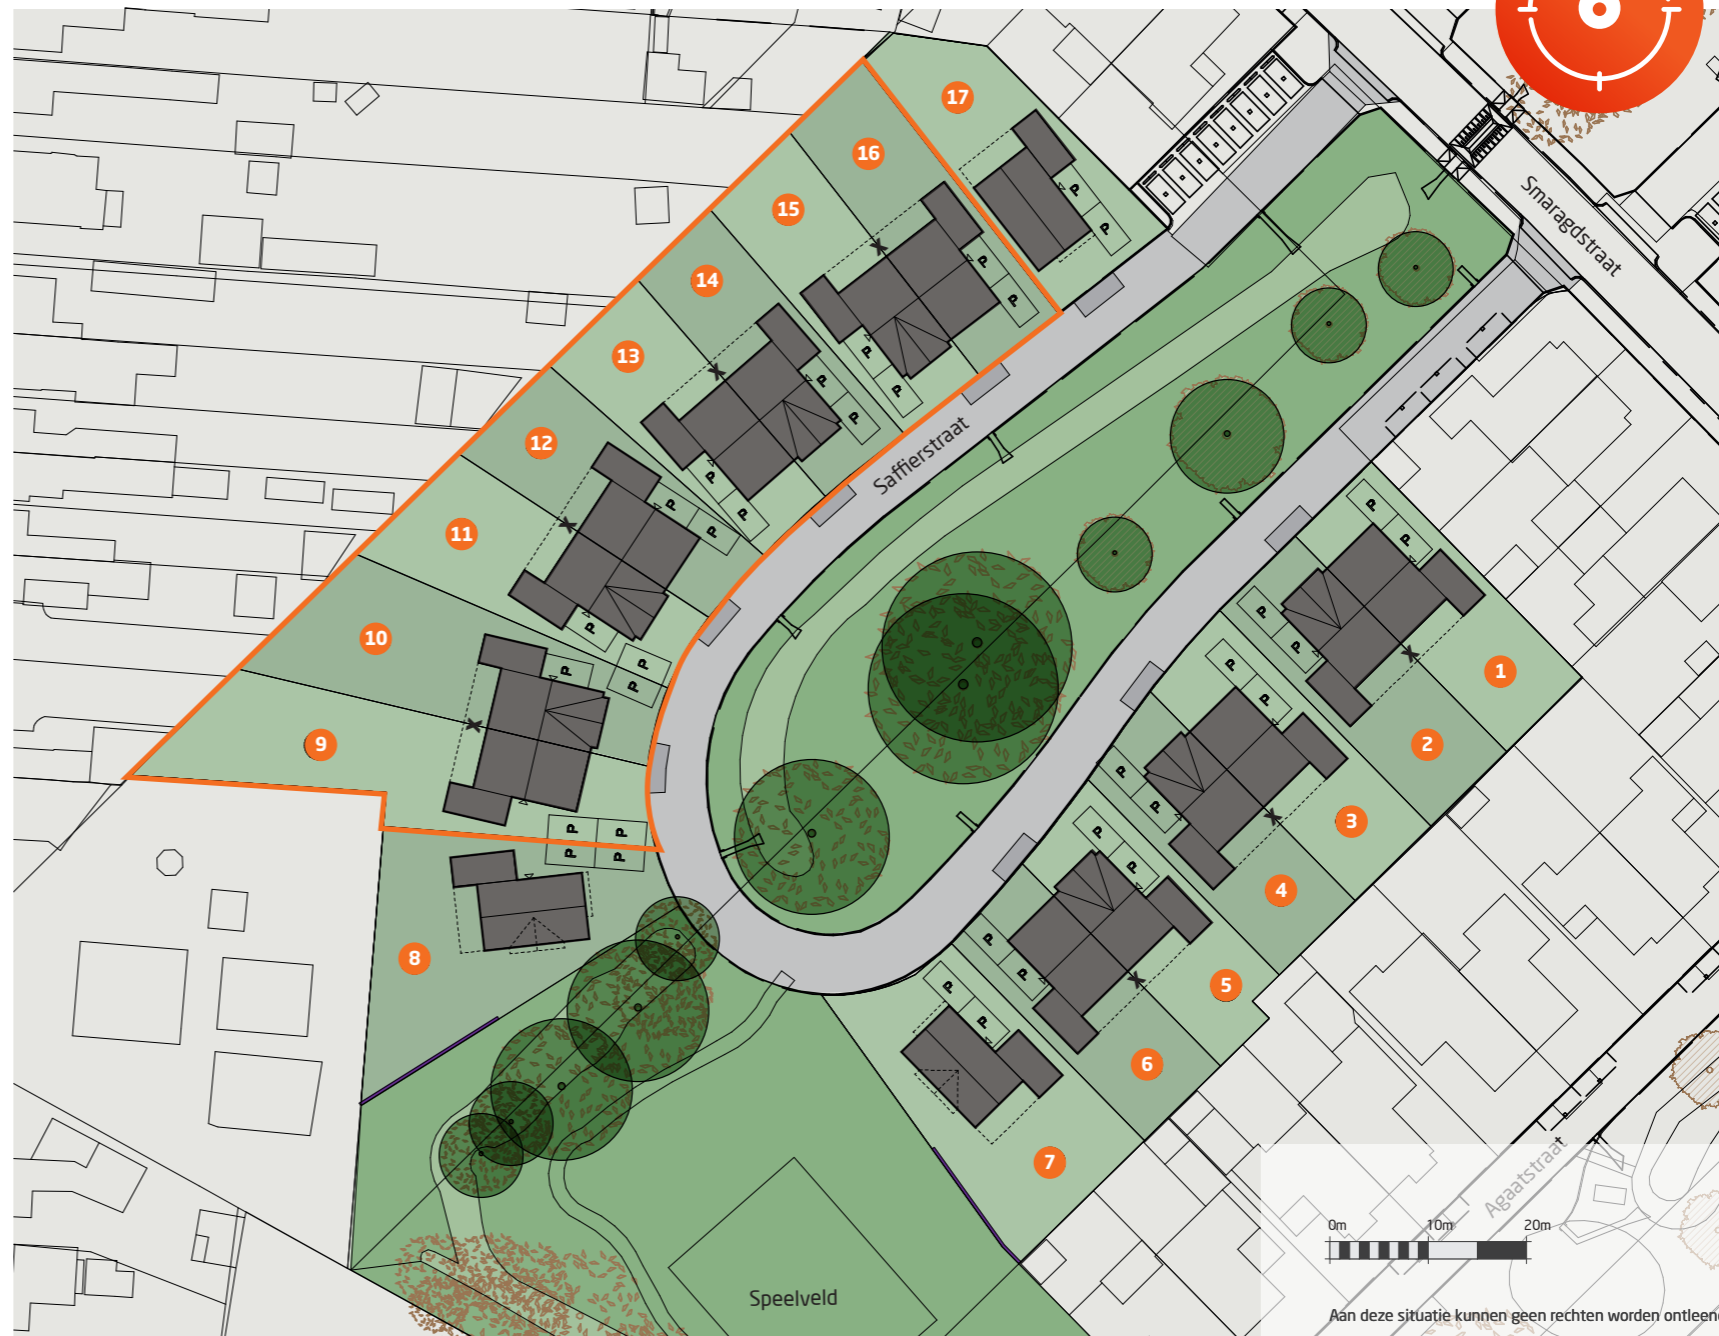 17
16
15
14
13
12
11
10
9
8
7
6
5
4
3
2
1
P P
P P
P P
P P
P P
P P
P P
P
P
P P
P P
P P
P P
P P
P P
P P
P P
P P
P P
Smaragdstraat
Saffierstraat
Agaatstraat
Speelveld
0m 10m 20m
Aan deze situatie kunnen geen rechten worden ontleen